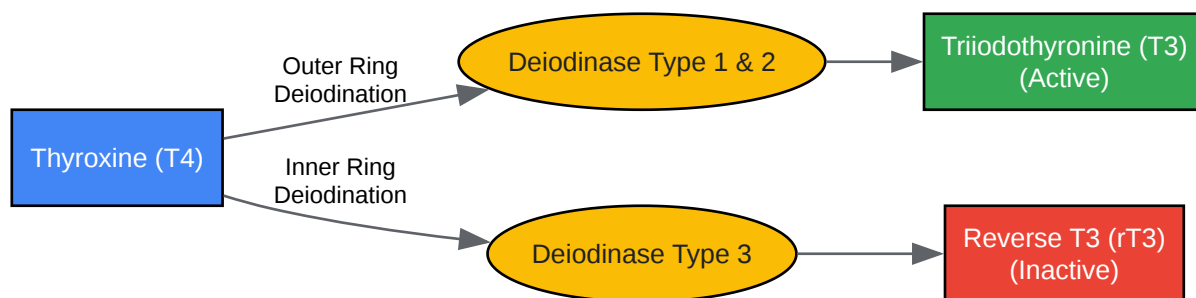 Thyroxine (T4)
Outer Ring
Deiodination
Deiodinase Type 1 & 2
Triiodothyronine (T3)
(Active)
Inner Ring
Deiodination
Deiodinase Type 3
Reverse T3 (rT3)
(Inactive)